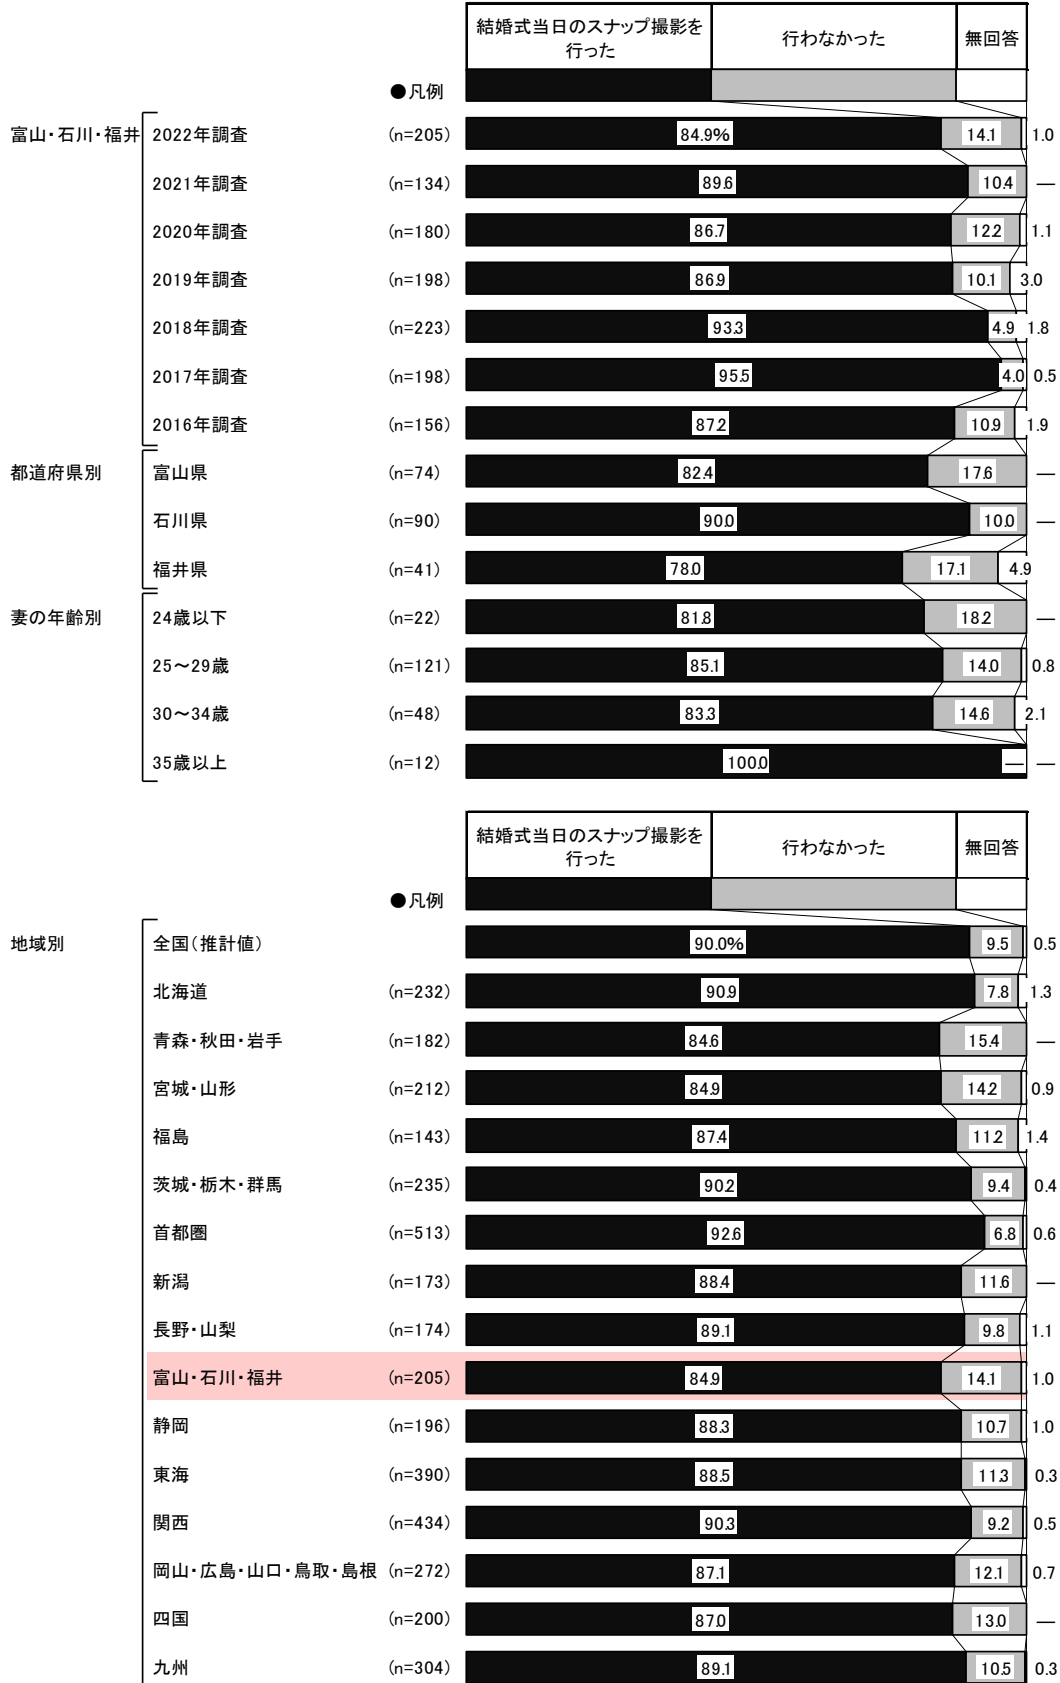 結婚式当日のスナップ撮影を
行った
行わなかった
無回答
●凡例
富山・石川・福井 2022年調査 (n=205) 84.9% 14.1 1.0
2021年調査 (n=134) 89.6 10.4 —
2020年調査 (n=180) 86.7 12.2 1.1
2019年調査 (n=198) 86.9 10.1 3.0
2018年調査 (n=223) 93.3 4.9 1.8
2017年調査 (n=198) 95.5 4.0 0.5
2016年調査 (n=156) 87.2 10.9 1.9
都道府県別 富山県 (n=74) 82.4 17.6 —
石川県 (n=90) 90.0 10.0 —
福井県 (n=41) 78.0 17.1 4.9
妻の年齢別 24歳以下 (n=22) 81.8 18.2 —
25～29歳 (n=121) 85.1 14.0 0.8
30～34歳 (n=48) 83.3 14.6 2.1
35歳以上 (n=12) 100.0 — —
結婚式当日のスナップ撮影を
行った
行わなかった
無回答
●凡例
地域別 全国(推計値) 90.0% 9.5 0.5
北海道 (n=232) 90.9 7.8 1.3
青森・秋田・岩手 (n=182) 84.6 15.4 —
宮城・山形 (n=212) 84.9 14.2 0.9
福島 (n=143) 87.4 11.2 1.4
茨城・栃木・群馬 (n=235) 90.2 9.4 0.4
首都圏 (n=513) 92.6 6.8 0.6
新潟 (n=173) 88.4 11.6 —
長野・山梨 (n=174) 89.1 9.8 1.1
富山・石川・福井 (n=205) 84.9 14.1 1.0
静岡 (n=196) 88.3 10.7 1.0
東海 (n=390) 88.5 11.3 0.3
関西 (n=434) 90.3 9.2 0.5
岡山・広島・山口・鳥取・島根 (n=272) 87.1 12.1 0.7
四国 (n=200) 87.0 13.0 —
九州 (n=304) 89.1 10.5 0.3